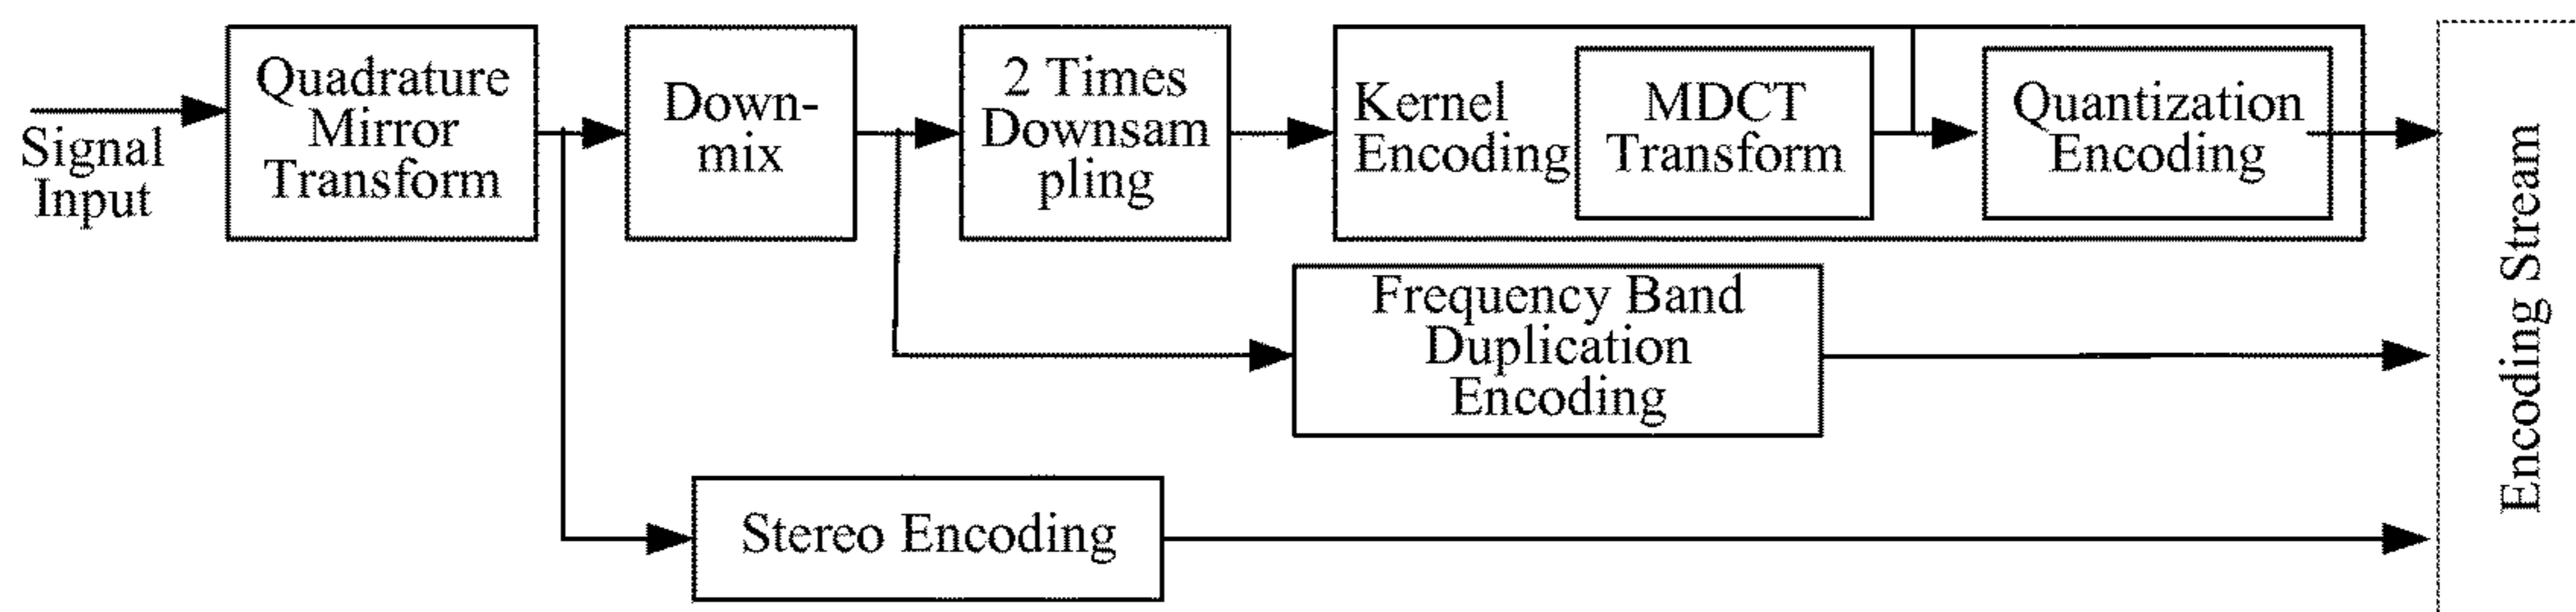 Signal
Input
Quadrature
Mirror
Transform
Down-
mix
2 Times
Downsam
pling
Kernel
Encoding
MDCT
Transform
Quantization
Encoding
Frequency Band
Duplication
Encoding
Stereo Encoding
Encoding Stream